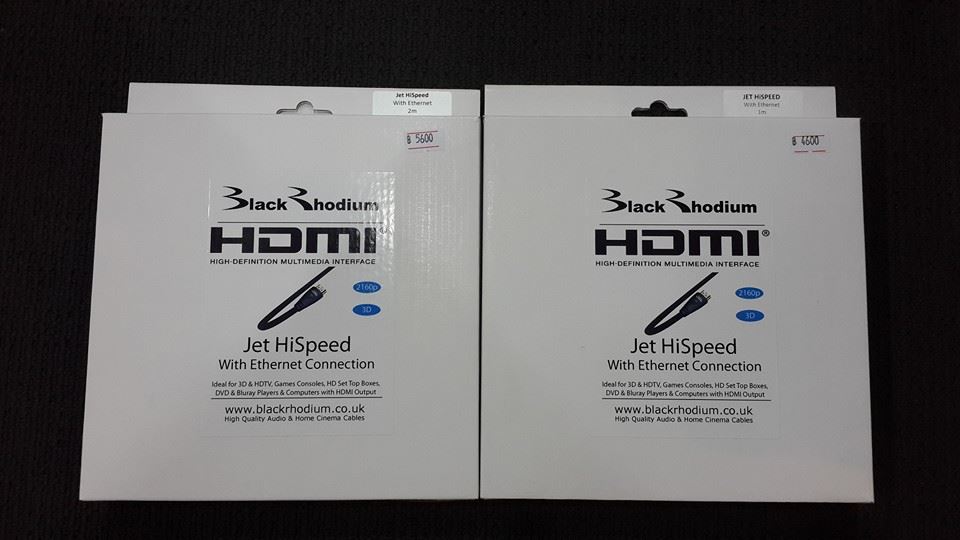 Jet HiSpeed
With Ethernet
2m
฿ 5600
Black Rhodium
HDMI®
HIGH-DEFINITION MULTIMEDIA INTERFACE
2160p
3D
Jet HiSpeed
With Ethernet Connection
Ideal for 3D & HDTV, Games Consoles, HD Set Top Boxes,
DVD & Bluray Players & Computers with HDMI Output
www.blackrhodium.co.uk
High Quality Audio & Home Cinema Cables
JET HiSPEED
With Ethernet
1m
฿ 4600
Black Rhodium
HDMI®
HIGH-DEFINITION MULTIMEDIA INTERFACE
2160p
3D
Jet HiSpeed
With Ethernet Connection
Ideal for 3D & HDTV, Games Consoles, HD Set Top Boxes,
DVD & Bluray Players & Computers with HDMI Output
www.blackrhodium.co.uk
High Quality Audio & Home Cinema Cables